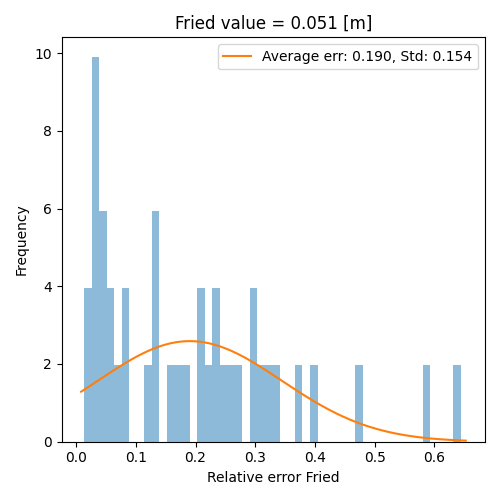 Fried value = 0.051 [m]
Average err: 0.190, Std: 0.154
Frequency
10
8
6
4
2
0
0.0 0.1 0.2 0.3 0.4 0.5 0.6
Relative error Fried